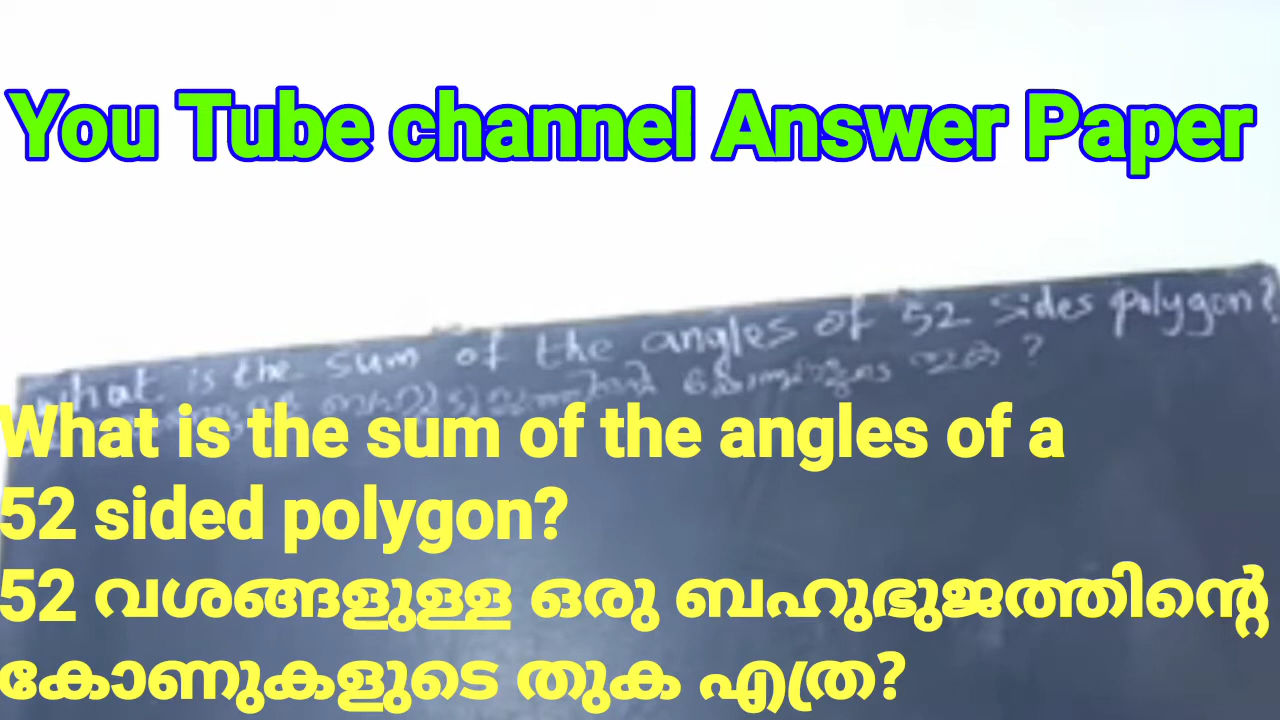 You Tube channel Answer Paper
what is the sum of the angles of 52 sides polygon?
What is the sum of the angles of a
52 sided polygon?
52 വശങ്ങളുള്ള ഒരു ബഹുഭുജത്തിന്റെ
കോണുകളുടെ തുക എത്ര?